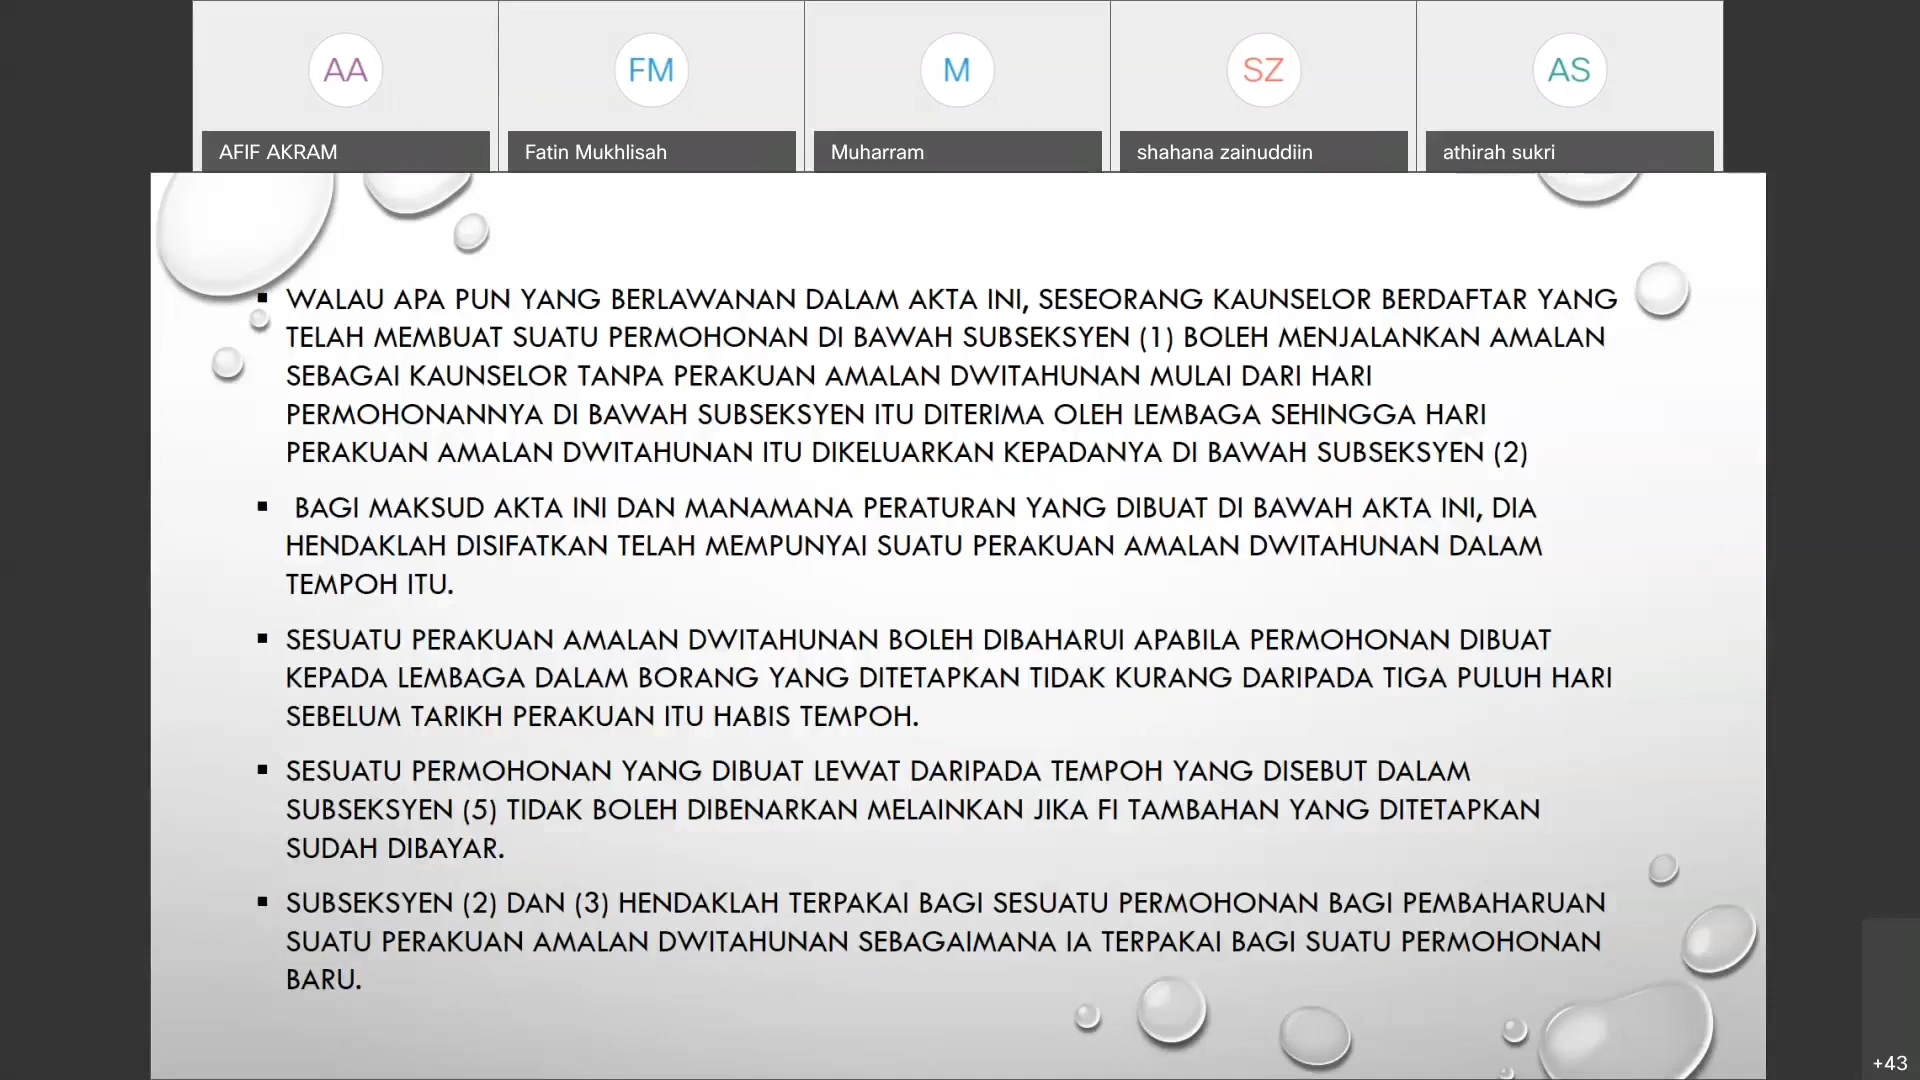 AA
FM
M
SZ
AS
AFIF AKRAM
Fatin Mukhlisah
Muharram
shahana zainuddiin
athirah sukri
▪ WALAU APA PUN YANG BERLAWANAN DALAM AKTA INI, SESEORANG KAUNSELOR BERDAFTAR YANG
TELAH MEMBUAT SUATU PERMOHONAN DI BAWAH SUBSEKSYEN (1) BOLEH MENJALANKAN AMALAN
SEBAGAI KAUNSELOR TANPA PERAKUAN AMALAN DWITAHUNAN MULAI DARI HARI
PERMOHONANNYA DI BAWAH SUBSEKSYEN ITU DITERIMA OLEH LEMBAGA SEHINGGA HARI
PERAKUAN AMALAN DWITAHUNAN ITU DIKELUARKAN KEPADANYA DI BAWAH SUBSEKSYEN (2)
▪ BAGI MAKSUD AKTA INI DAN MANAMANA PERATURAN YANG DIBUAT DI BAWAH AKTA INI, DIA
HENDAKLAH DISIFATKAN TELAH MEMPUNYAI SUATU PERAKUAN AMALAN DWITAHUNAN DALAM
TEMPOH ITU.
▪ SESUATU PERAKUAN AMALAN DWITAHUNAN BOLEH DIBAHARUI APABILA PERMOHONAN DIBUAT
KEPADA LEMBAGA DALAM BORANG YANG DITETAPKAN TIDAK KURANG DARIPADA TIGA PULUH HARI
SEBELUM TARIKH PERAKUAN ITU HABIS TEMPOH.
▪ SESUATU PERMOHONAN YANG DIBUAT LEWAT DARIPADA TEMPOH YANG DISEBUT DALAM
SUBSEKSYEN (5) TIDAK BOLEH DIBENARKAN MELAINKAN JIKA FI TAMBAHAN YANG DITETAPKAN
SUDAH DIBAYAR.
▪ SUBSEKSYEN (2) DAN (3) HENDAKLAH TERPAKAI BAGI SESUATU PERMOHONAN BAGI PEMBAHARUAN
SUATU PERAKUAN AMALAN DWITAHUNAN SEBAGAIMANA IA TERPAKAI BAGI SUATU PERMOHONAN
BARU.
+43